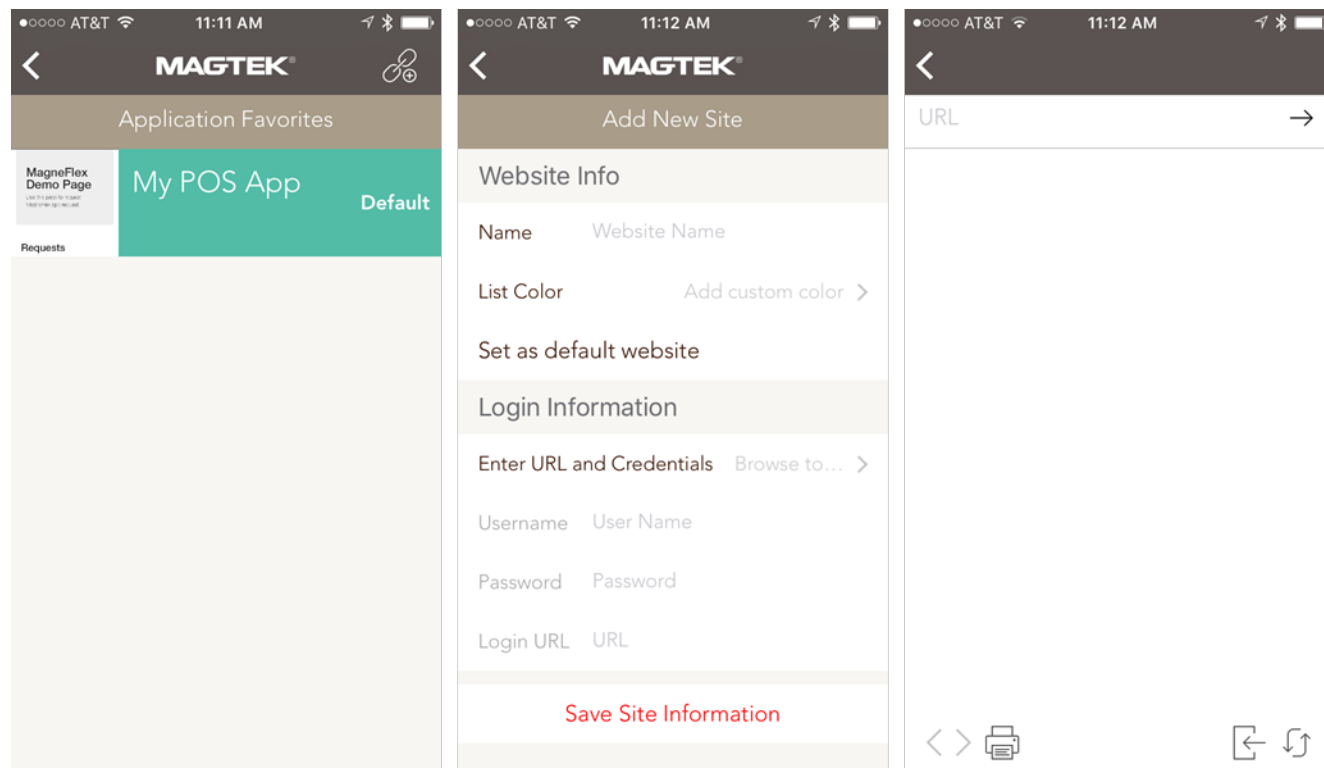 AT&T 11:11 AM
MAGTEK®
Application Favorites
MagneFlex
Demo Page
Requests
My POS App
Default
AT&T 11:12 AM
MAGTEK®
Add New Site
Website Info
Name Website Name
List Color Add custom color
Set as default website
Login Information
Enter URL and Credentials Browse to...
Username User Name
Password Password
Login URL URL
Save Site Information
AT&T 11:12 AM
URL